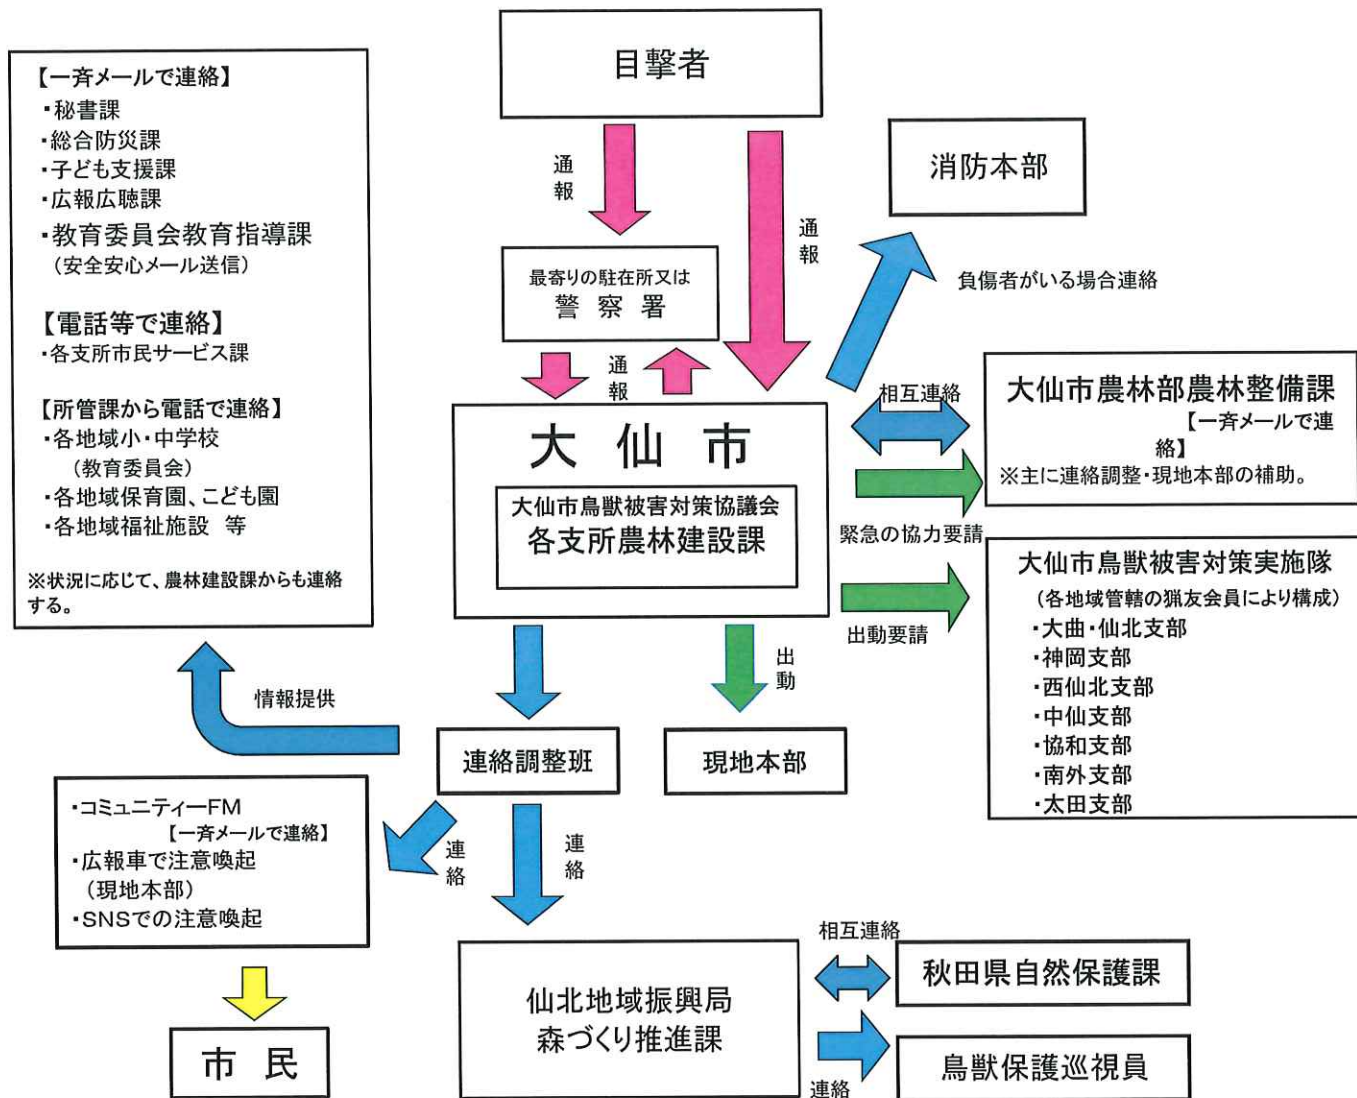 目撃者
【一斉メールで連絡】
・秘書課
・総合防災課
・子ども支援課
・広報広聴課
・教育委員会教育指導課
（安全安心メール送信）
【電話等で連絡】
・各支所市民サービス課
【所管課から電話で連絡】
・各地域小・中学校
（教育委員会）
・各地域保育園、こども園
・各地域福祉施設 等
※状況に応じて、農林建設課からも連絡
する。
通報
通報
消防本部
最寄りの駐在所又は
警察署
負傷者がいる場合連絡
通報
大仙市
大仙市鳥獣被害対策協議会
各支所農林建設課
相互連絡
大仙市農林部農林整備課
【一斉メールで連
絡】
※主に連絡調整・現地本部の補助。
緊急の協力要請
大仙市鳥獣被害対策実施隊
（各地域管轄の猟友会員により構成）
・大曲・仙北支部
・神岡支部
・西仙北支部
・中仙支部
・協和支部
・南外支部
・太田支部
出動要請
出動
情報提供
連絡調整班
現地本部
・コミュニティーFM
【一斉メールで連絡】
・広報車で注意喚起
（現地本部）
・SNSでの注意喚起
連絡
連絡
市民
仙北地域振興局
森づくり推進課
相互連絡
秋田県自然保護課
連絡
鳥獣保護巡視員